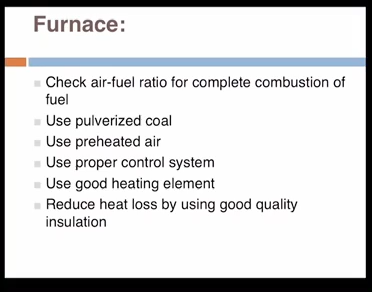 Furnace:
Check air-fuel ratio for complete combustion of
fuel
Use pulverized coal
Use preheated air
Use proper control system
Use good heating element
Reduce heat loss by using good quality
insulation